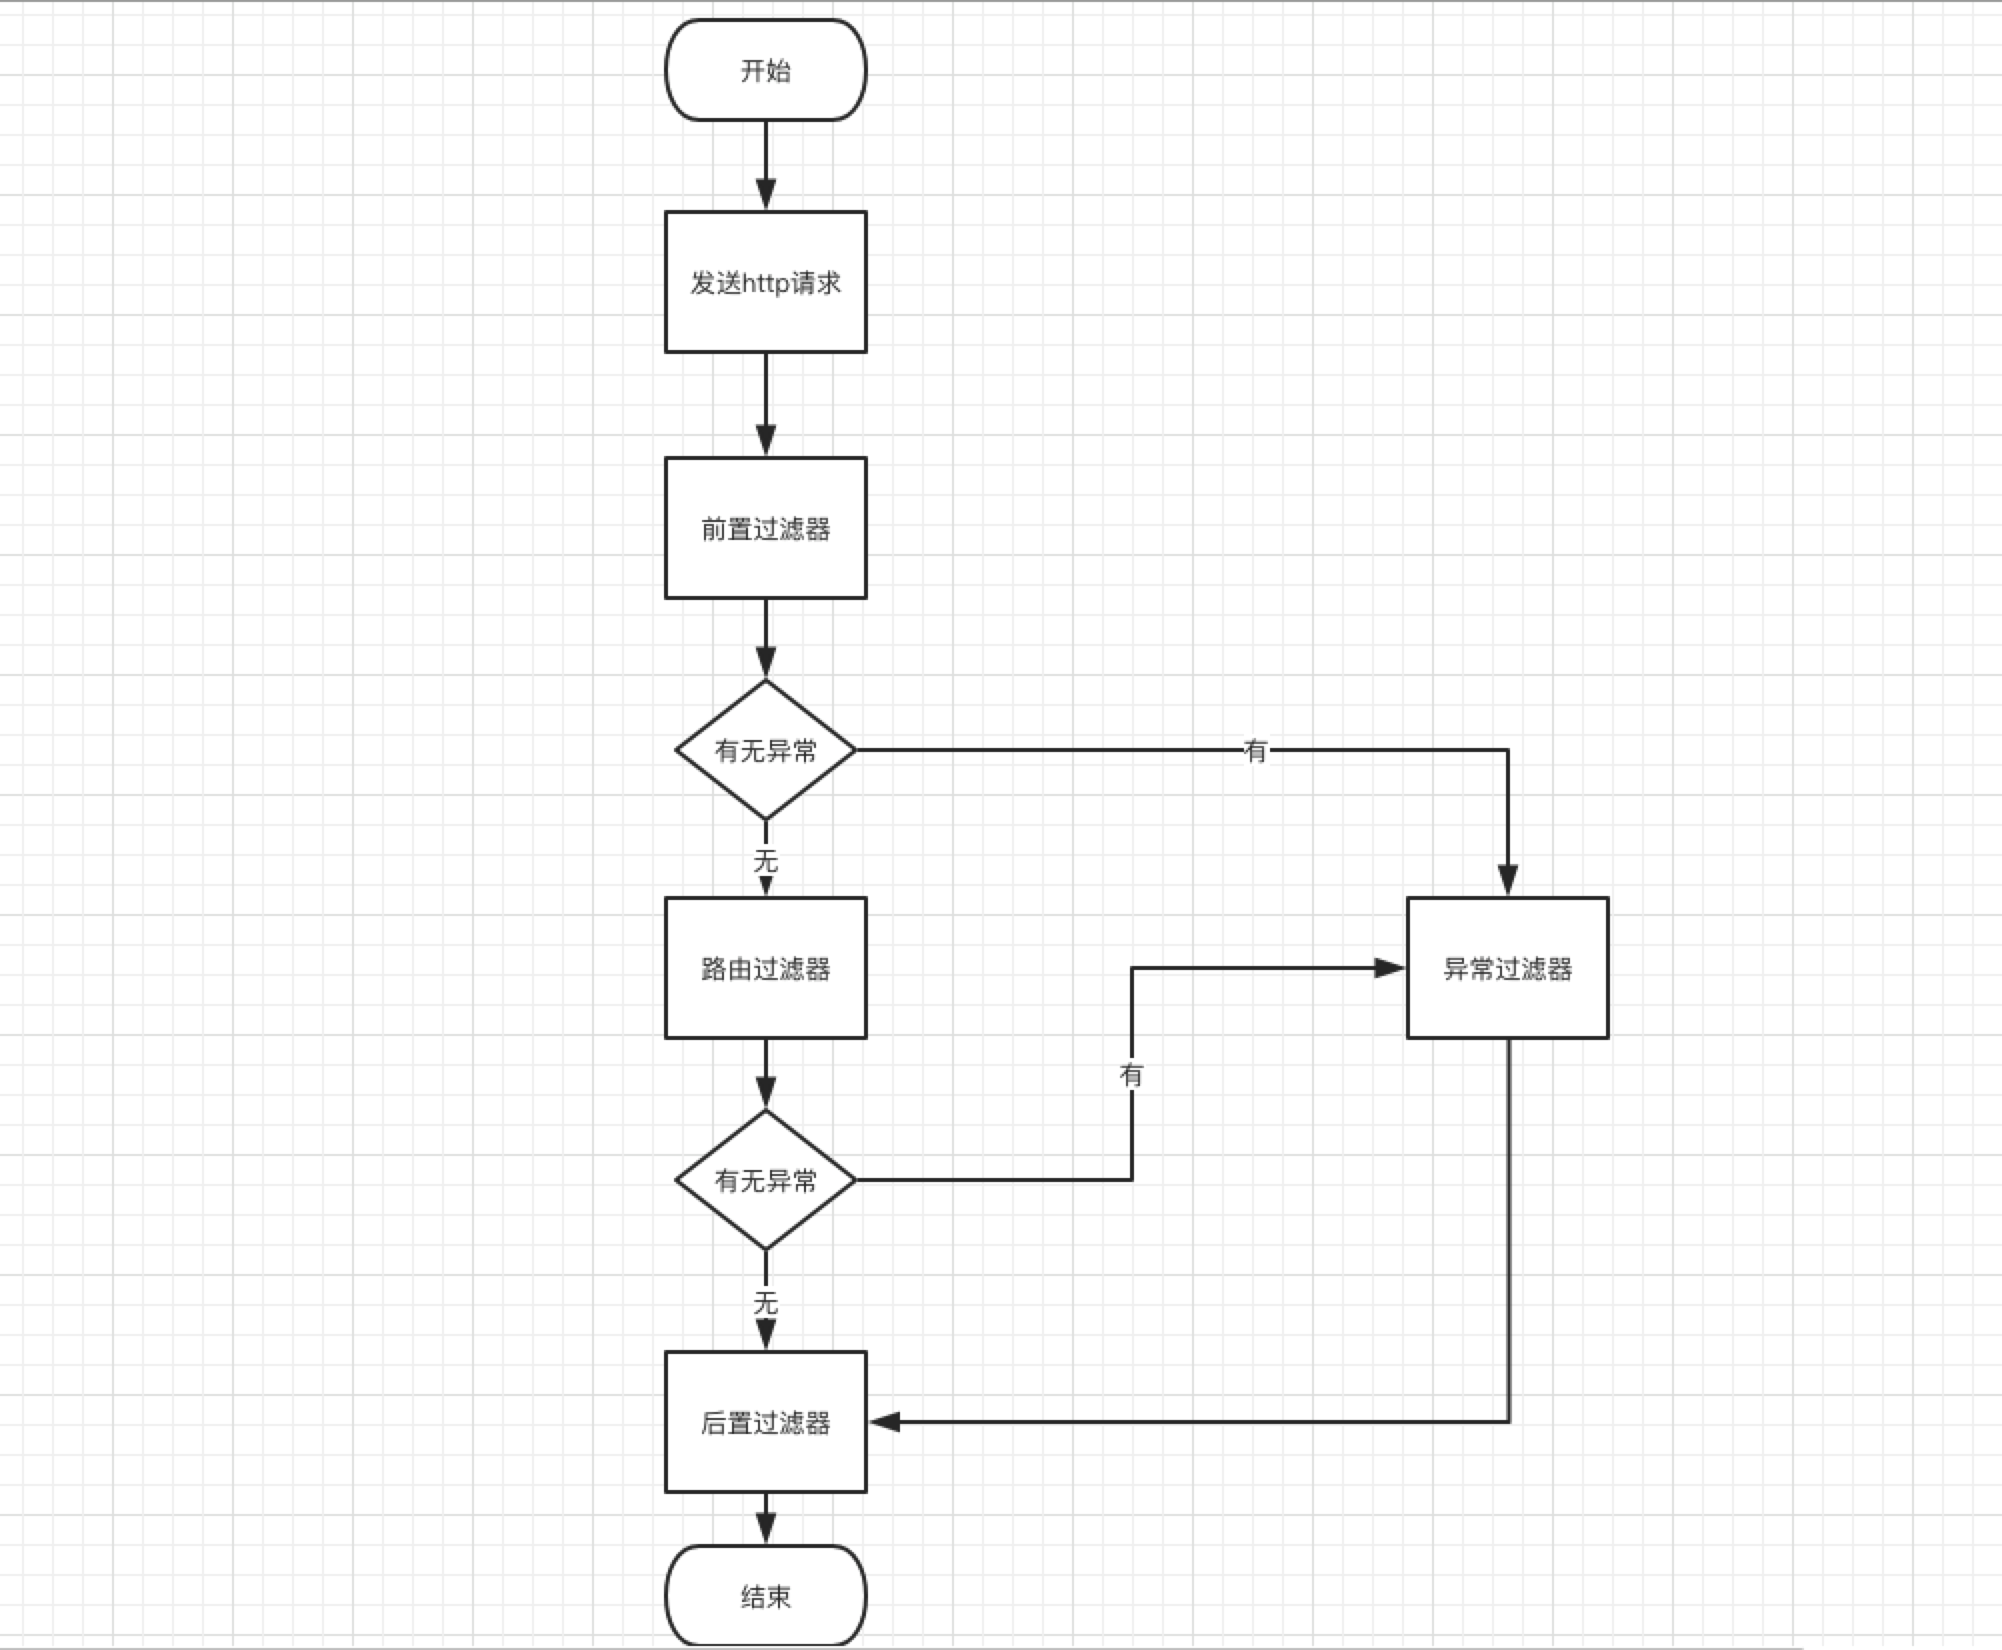 开始
发送http请求
前置过滤器
有无异常
有
无
路由过滤器
异常过滤器
有
有无异常
无
后置过滤器
结束